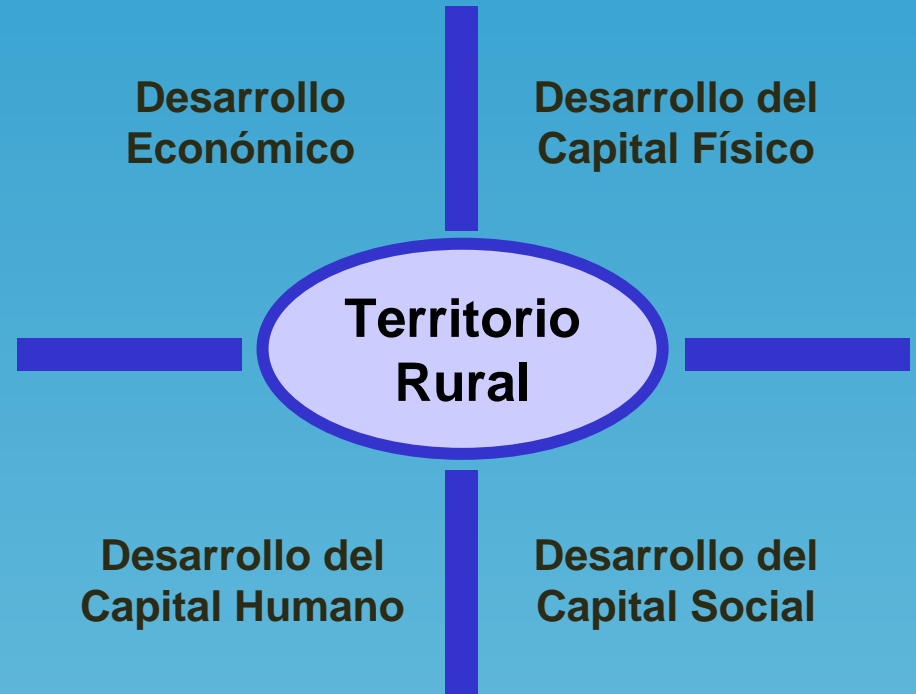 Desarrollo
Económico
Desarrollo del
Capital Físico
Territorio
Rural
Desarrollo del
Capital Humano
Desarrollo del
Capital Social